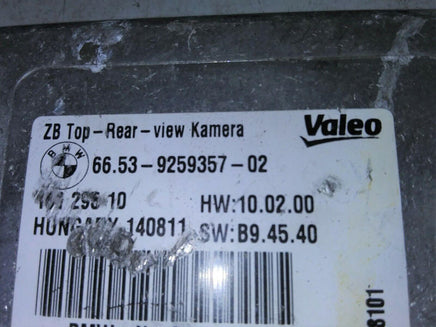 ZB Top-Rear-view Kamera
Valeo
BMW
66.53-9259357-02
10 HW:10.02.00
HUNGARY 140811 SW:B9.45.40